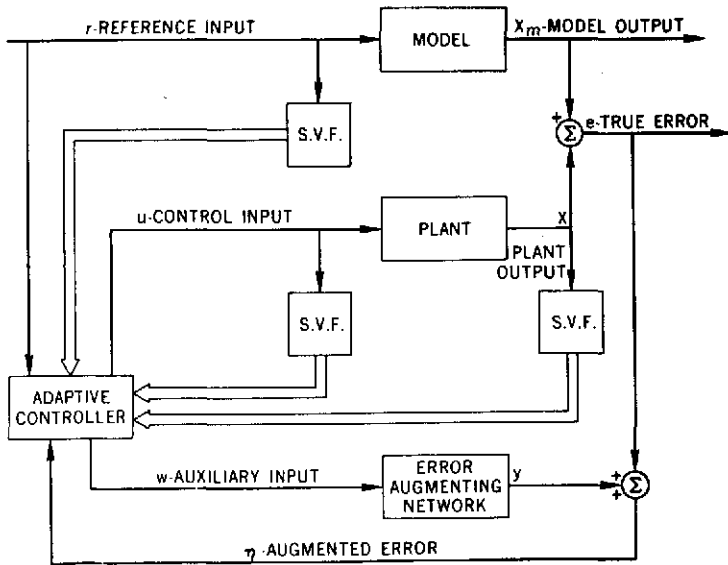 r-REFERENCE INPUT
MODEL
Xm-MODEL OUTPUT
S.V.F.
+
Σ
e-TRUE ERROR
u-CONTROL INPUT
PLANT
X
PLANT
OUTPUT
S.V.F.
S.V.F.
ADAPTIVE
CONTROLLER
w-AUXILIARY INPUT
ERROR
AUGMENTING
NETWORK
y
+
+
Σ
η-AUGMENTED ERROR